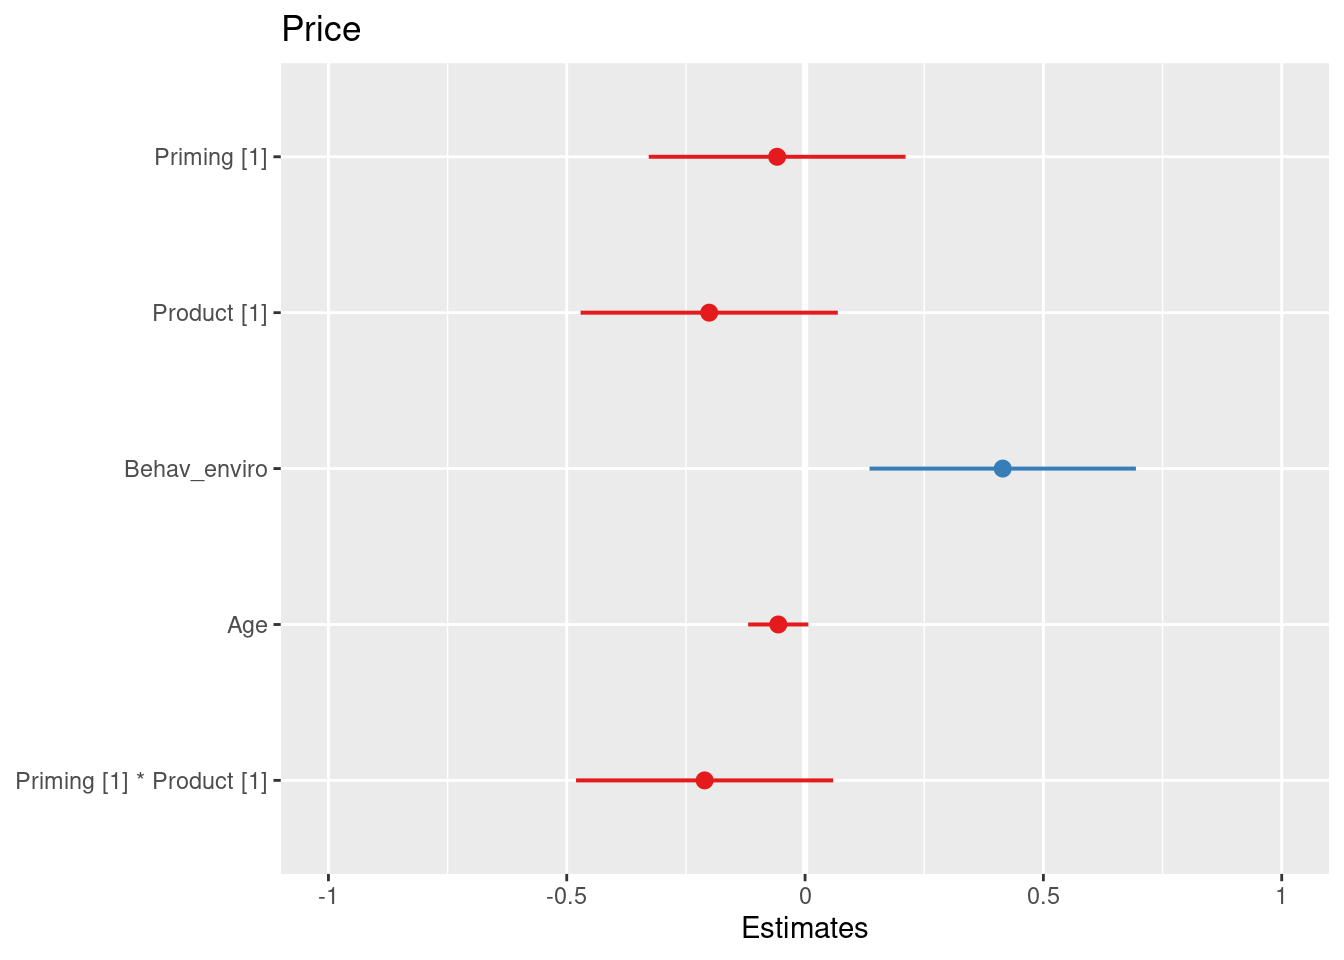 Price
Priming [1]
Product [1]
Behav_enviro
Age
Priming [1] * Product [1]
-1 -0.5 0 0.5 1
Estimates